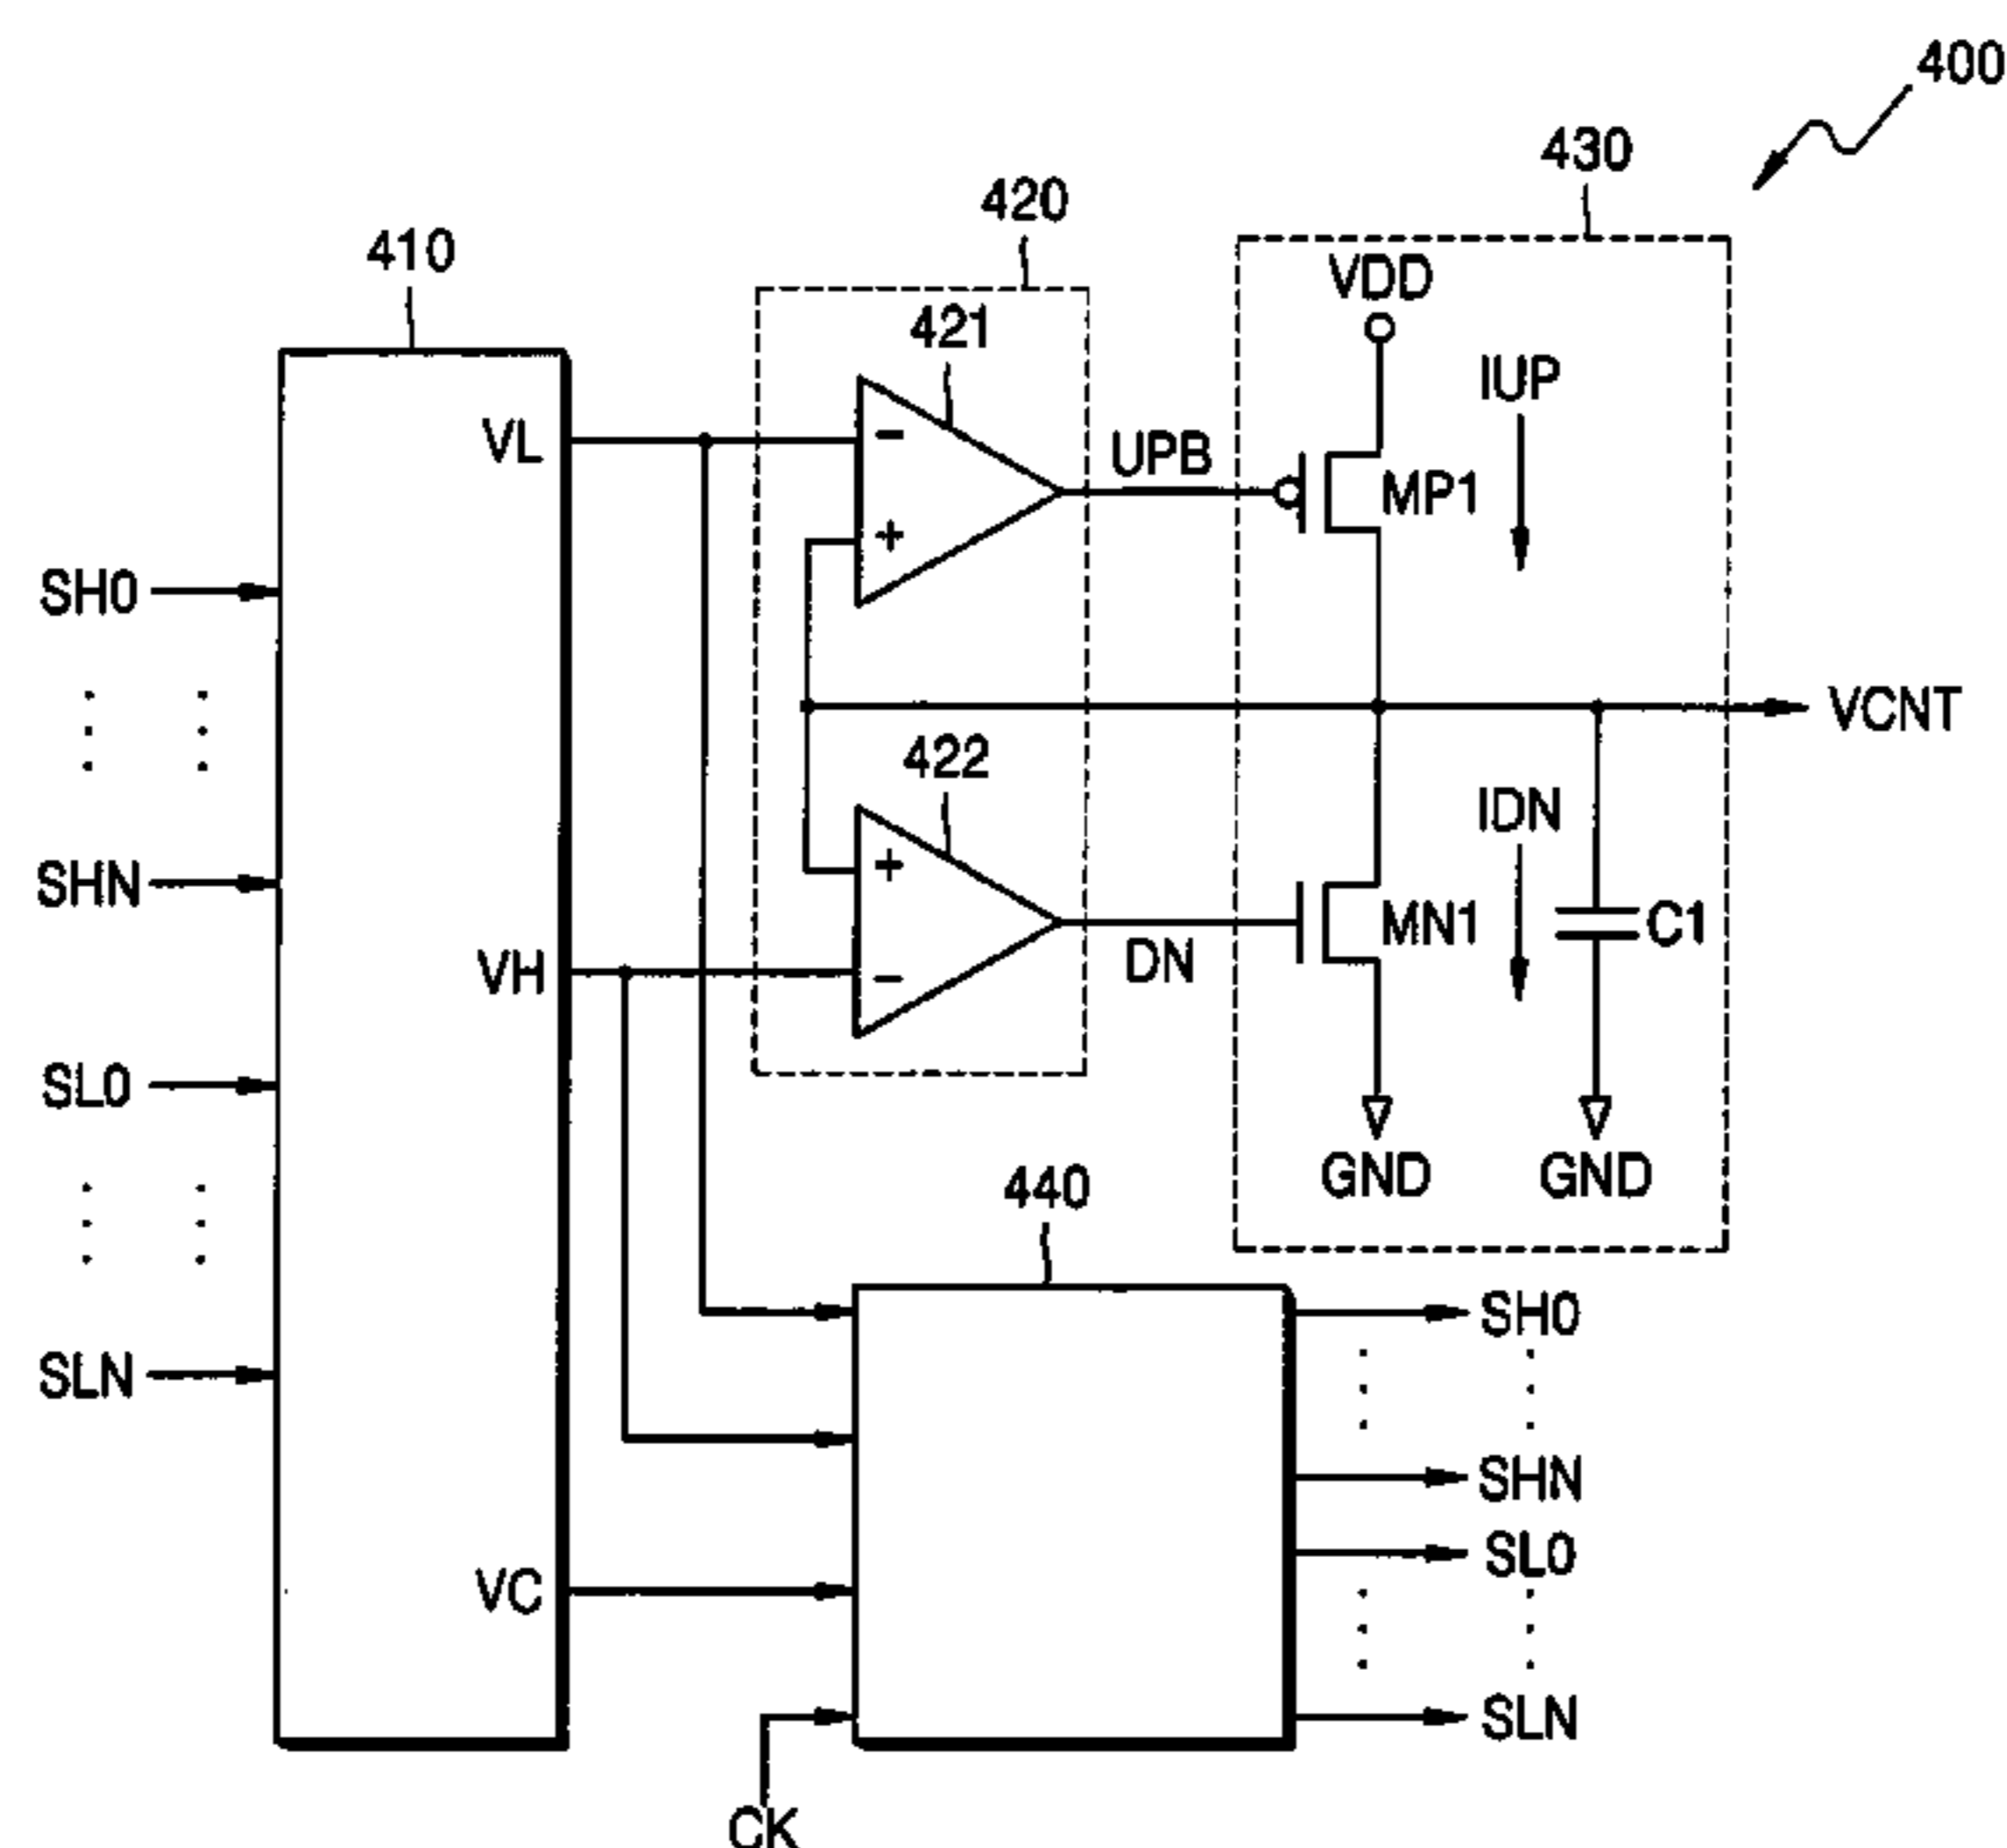 400
430
420
410
VDD
421
IUP
VL
-
UPB
MP1
+
SH0
VCNT
422
IDN
+
SHN
MN1
C1
DN
VH
-
SL0
GND
GND
440
SH0
SLN
SHN
SL0
VC
SLN
CK